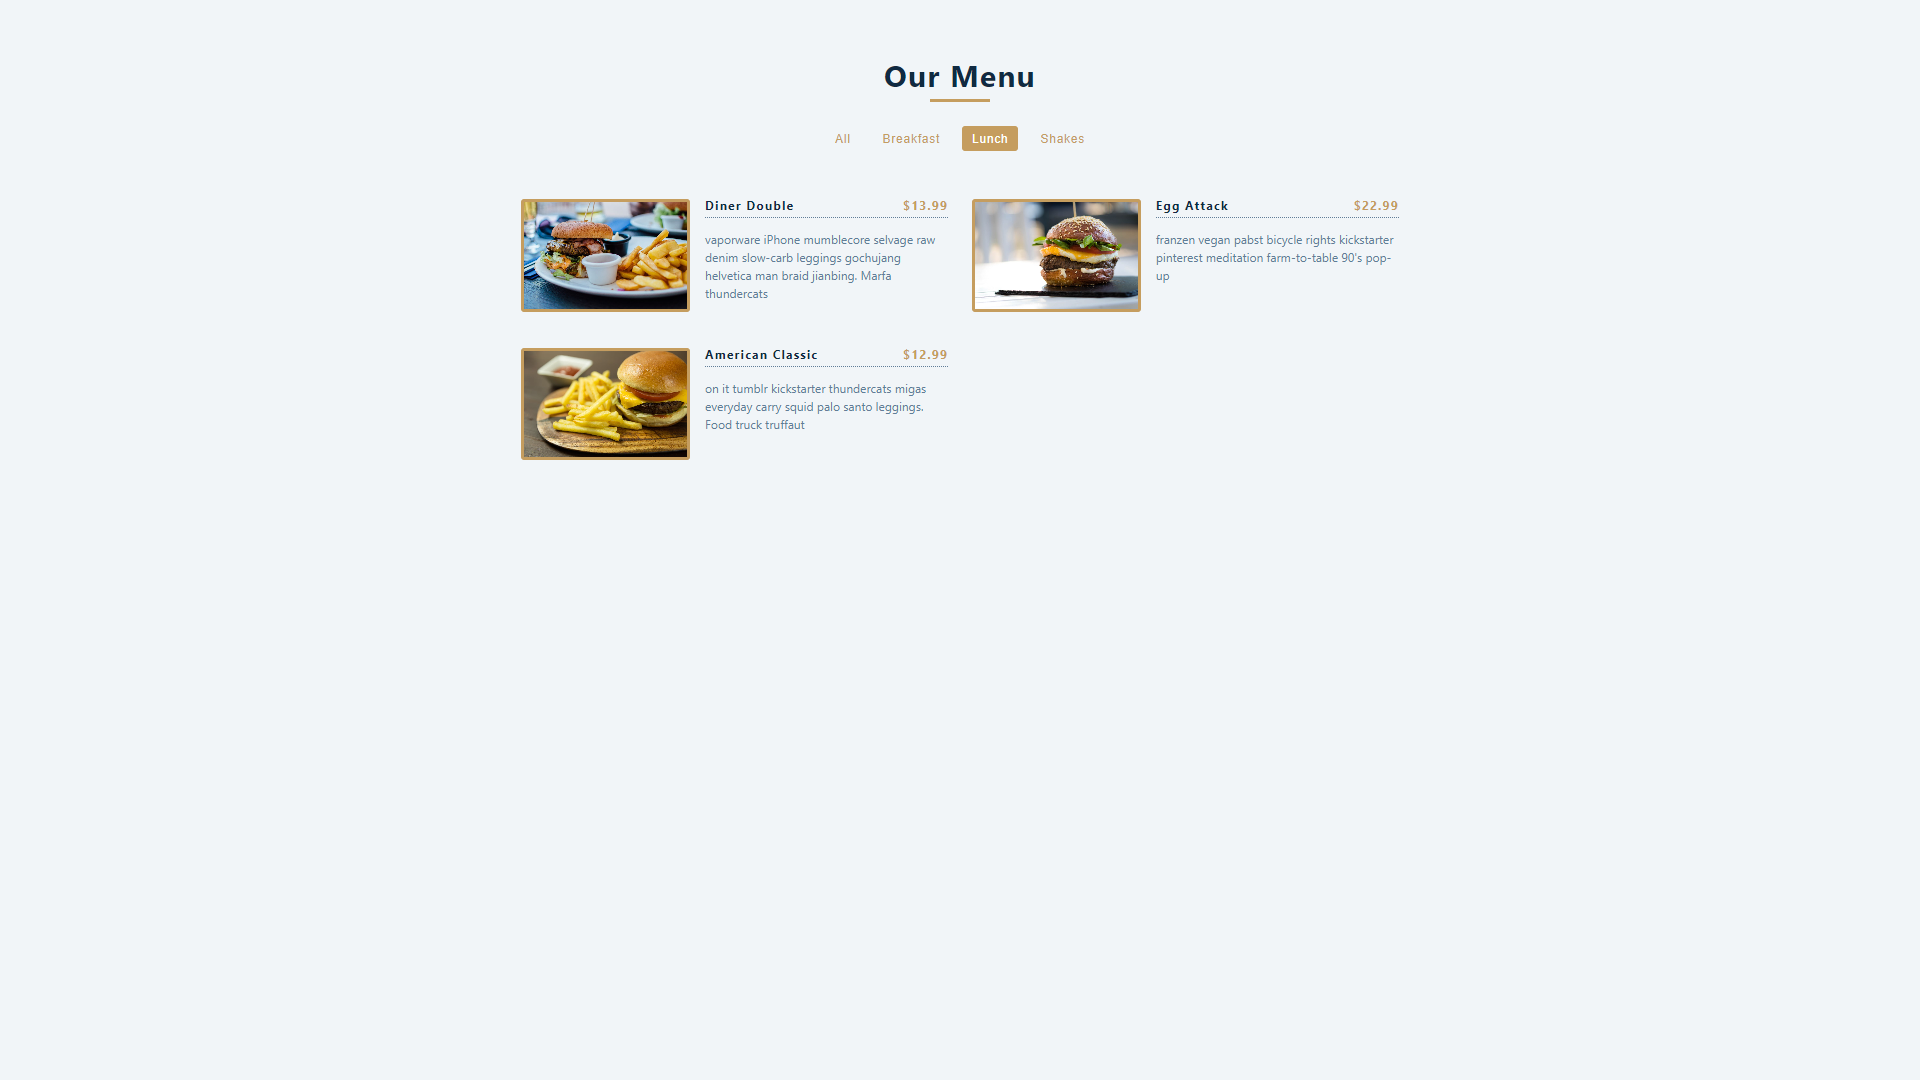 Our Menu
All Breakfast Lunch Shakes
Diner Double $13.99
vaporware iPhone mumblecore selvage raw
denim slow-carb leggings gochujang
helvetica man braid jianbing. Marfa
thundercats
Egg Attack $22.99
franzen vegan pabst bicycle rights kickstarter
pinterest meditation farm-to-table 90's pop-
up
American Classic $12.99
on it tumblr kickstarter thundercats migas
everyday carry squid palo santo leggings.
Food truck truffaut